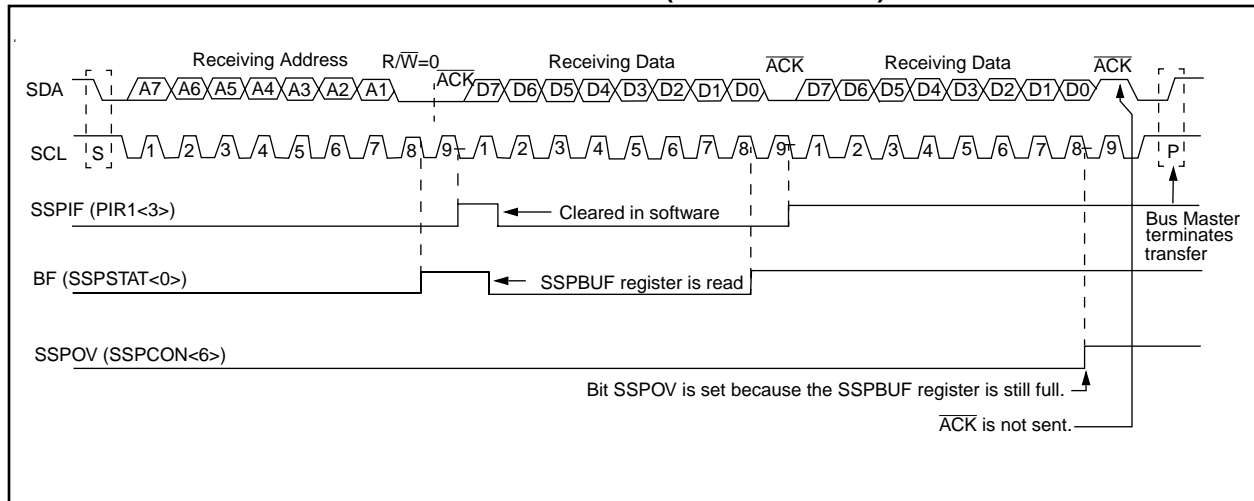 Receiving Address R/W̅=0 Receiving Data A̅C̅K̅ Receiving Data A̅C̅K̅
A̅C̅K̅
SDA A7 A6 A5 A4 A3 A2 A1 D7 D6 D5 D4 D3 D2 D1 D0 D7 D6 D5 D4 D3 D2 D1 D0
SCL S 1 2 3 4 5 6 7 8 9 1 2 3 4 5 6 7 8 9 1 2 3 4 5 6 7 8 9 P
SSPIF (PIR1<3>) Cleared in software
Bus Master
terminates
transfer
BF (SSPSTAT<0>) SSPBUF register is read
SSPOV (SSPCON<6>)
Bit SSPOV is set because the SSPBUF register is still full.
A̅C̅K̅ is not sent.